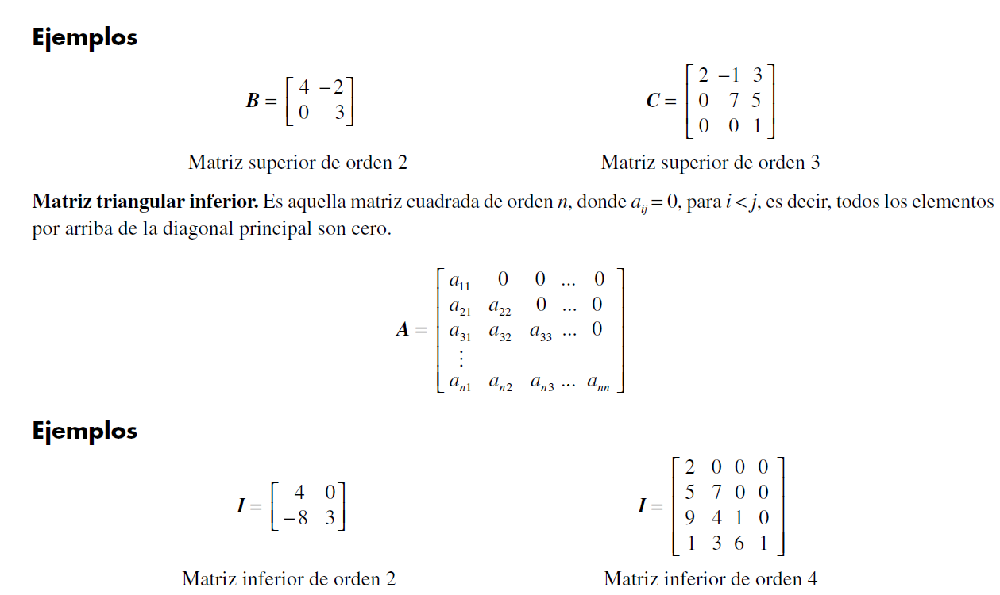 Ejemplos
B = [ 4 −2
0 3 ]
C = [ 2 −1 3
0 7 5
0 0 1 ]
Matriz superior de orden 2
Matriz superior de orden 3
Matriz triangular inferior. Es aquella matriz cuadrada de orden n, donde aᵢⱼ = 0, para i < j, es decir, todos los elementos
por arriba de la diagonal principal son cero.
A = [ a₁₁ 0 0 ... 0
a₂₁ a₂₂ 0 ... 0
a₃₁ a₃₂ a₃₃ ... 0
⋮
aₙ₁ aₙ₂ aₙ₃ ... aₙₙ ]
Ejemplos
I = [ 4 0
−8 3 ]
I = [ 2 0 0 0
5 7 0 0
9 4 1 0
1 3 6 1 ]
Matriz inferior de orden 2
Matriz inferior de orden 4